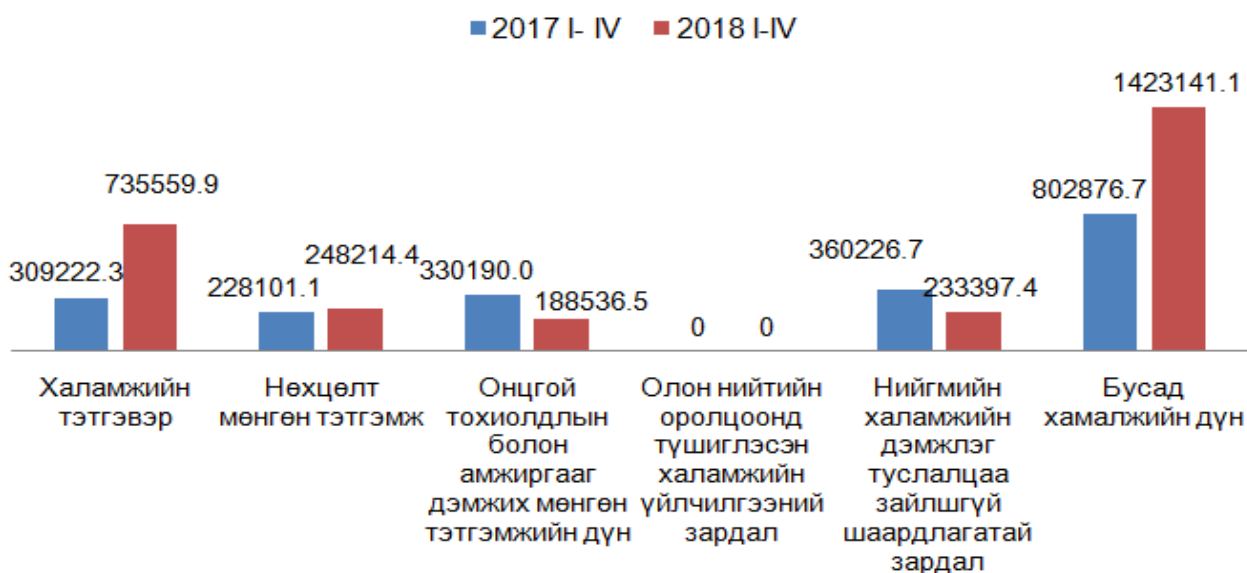 2017 I- IV 2018 I-IV
1423141.1
735559.9
802876.7
309222.3
248214.4
228101.1
330190.0
188536.5
0 0
360226.7
233397.4
Халамжийн
тэтгэвэр
Нөхцөлт
мөнгөн тэтгэмж
Онцгой
тохиолдлын
болон
амжиргааг
дэмжих мөнгөн
тэтгэмжийн дүн
Олон нийтийн
оролцоонд
түшиглэсэн
халамжийн
үйлчилгээний
зардал
Нийгмийн
халамжийн
дэмжлэг
туслалцаа
зайлшгүй
шаардлагатай
зардал
Бусад
хамалжийн дүн